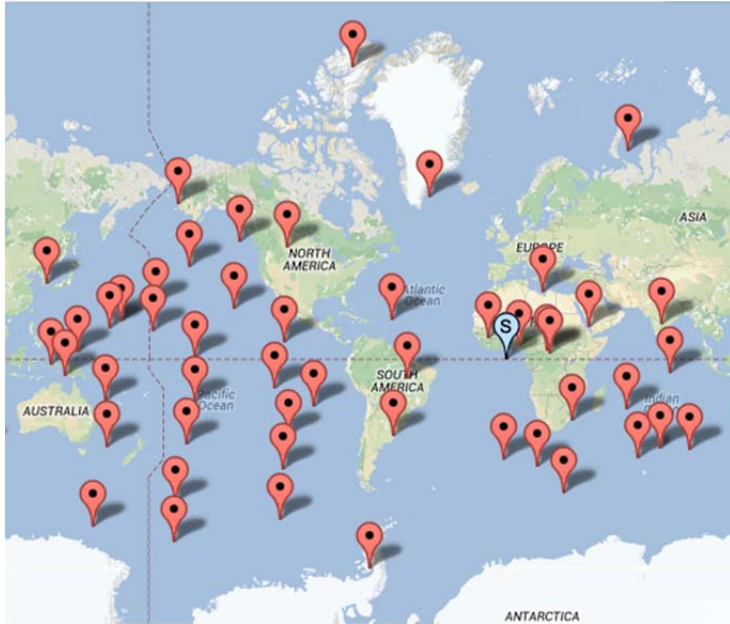 ASIA
NORTH
AMERICA
EUROPE
Atlantic
Ocean
S
SOUTH
AMERICA
Pacific
Ocean
AUSTRALIA
Indian
ANTARCTICA